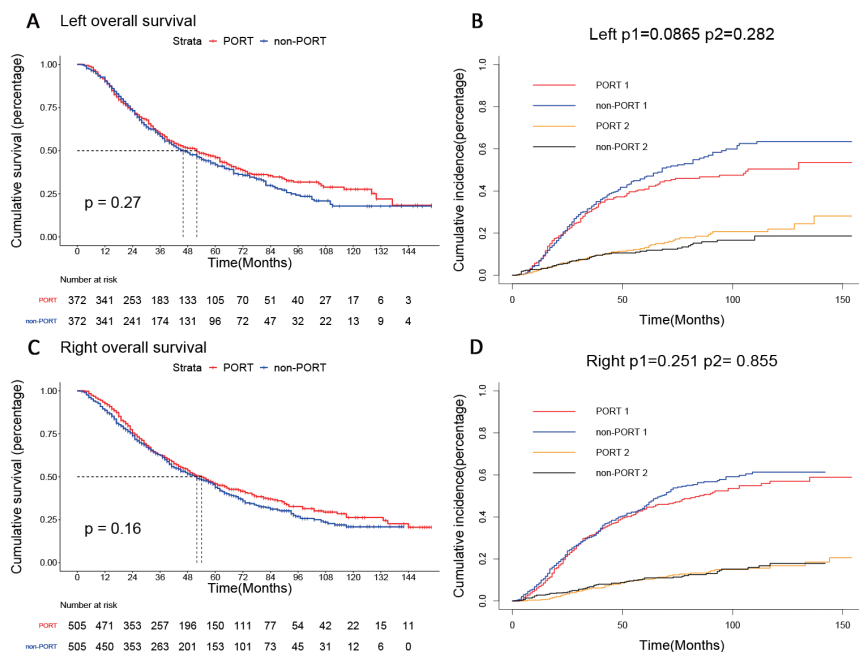 A Left overall survival
Strata PORT non-PORT
Cumulative survival (percentage)
1.00
0.75
0.50
0.25
0.00
p = 0.27
0 12 24 36 48 60 72 84 96 108 120 132 144
Time(Months)
Number at risk
PORT 372 341 253 183 133 105 70 51 40 27 17 6 3
non-PORT 372 341 241 174 131 96 72 47 32 22 13 9 4
B
Left p1=0.0865 p2=0.282
Cumulative incidence(percentage)
1.0
0.8
0.6
0.4
0.2
0.0
PORT 1
non-PORT 1
PORT 2
non-PORT 2
0 50 100 150
Time(Months)
C Right overall survival
Strata PORT non-PORT
Cumulative survival (percentage)
1.00
0.75
0.50
0.25
0.00
p = 0.16
0 12 24 36 48 60 72 84 96 108 120 132 144
Time(Months)
Number at risk
PORT 505 471 353 257 196 150 111 77 54 42 22 15 11
non-PORT 505 450 353 263 201 153 101 73 45 31 12 6 0
D
Right p1=0.251 p2= 0.855
Cumulative incidence(percentage)
1.0
0.8
0.6
0.4
0.2
0.0
PORT 1
non-PORT 1
PORT 2
non-PORT 2
0 50 100 150
Time(Months)